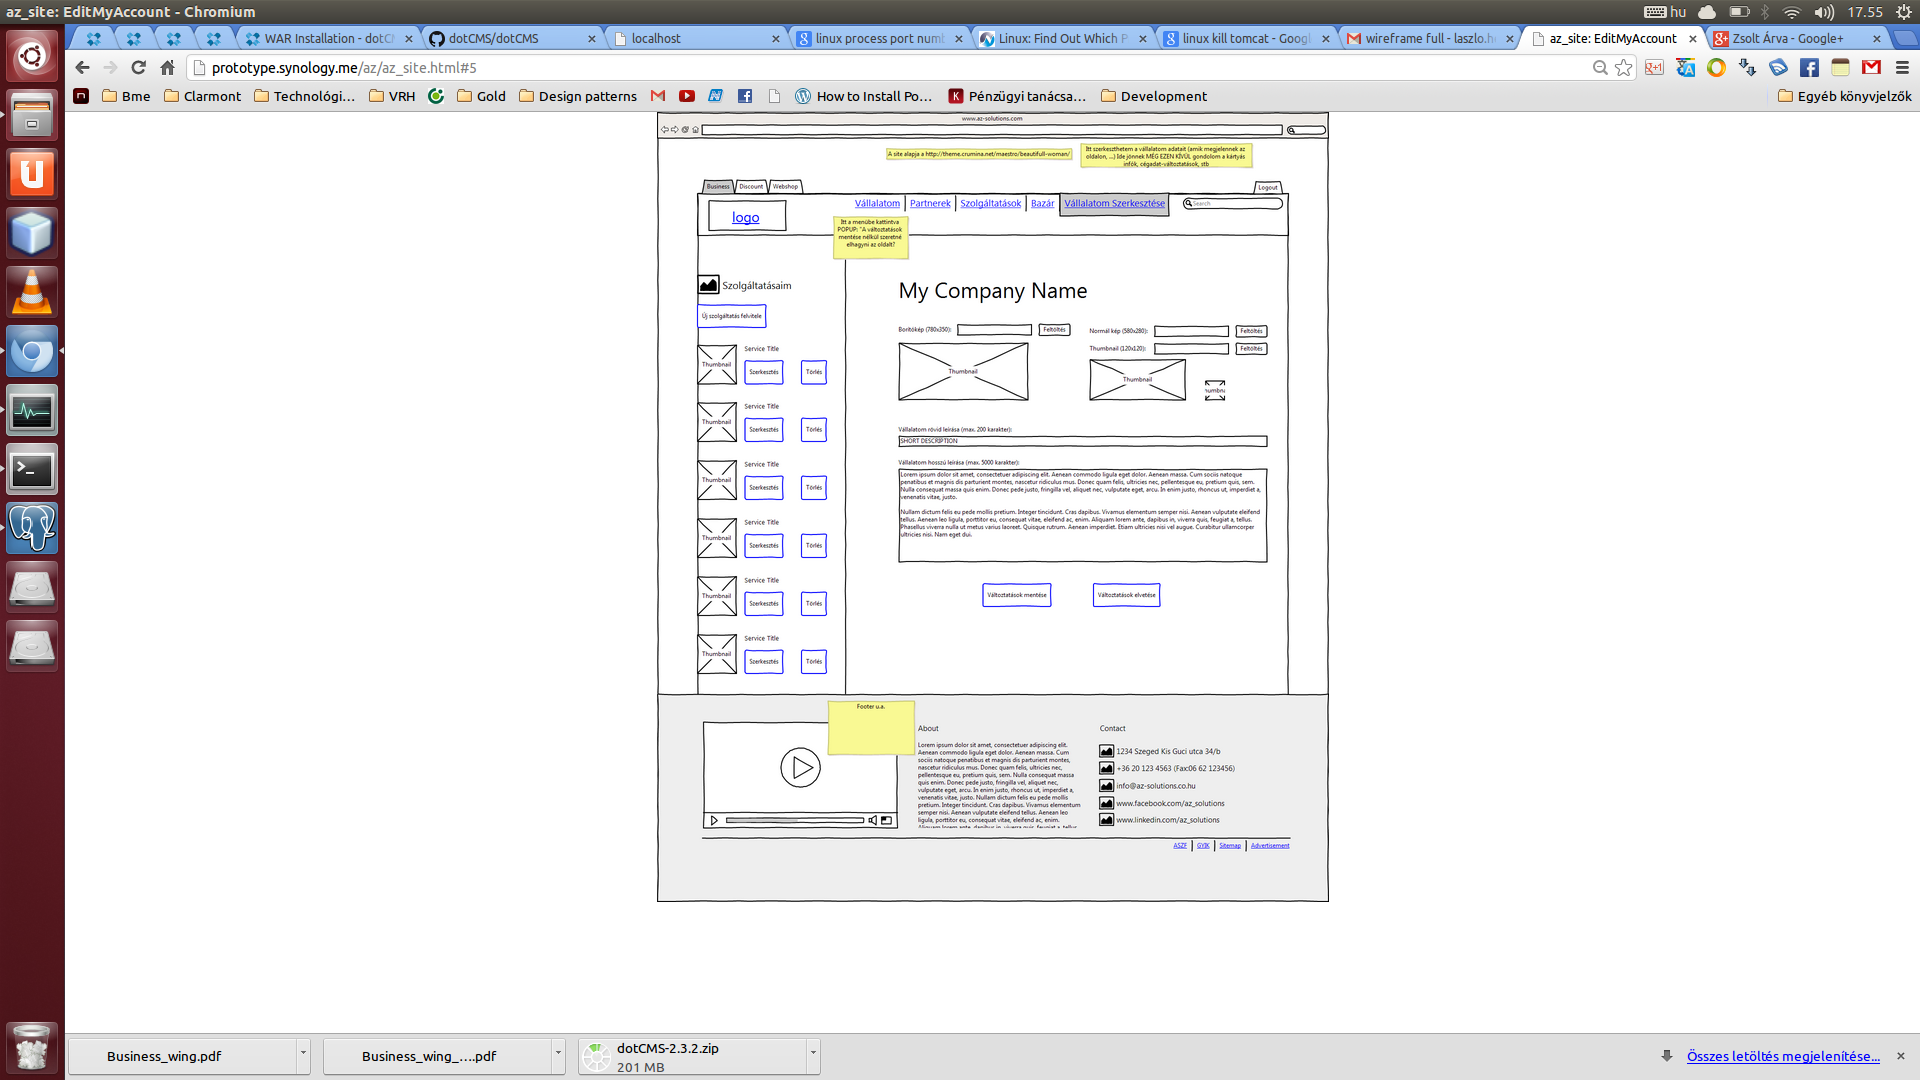 az_site: EditMyAccount - Chromium
hu
17.55
WAR Installation - dotCM
dotCMS/dotCMS
localhost
linux process port numb
Linux: Find Out Which P
linux kill tomcat - Goog
wireframe full - laszlo.h
az_site: EditMyAccount
Zsolt Árva - Google+
prototype.synology.me/az/az_site.html#5
Bme
Clarmont
Technológi...
VRH
Gold
Design patterns
How to Install Po...
Pénzügyi tanácsa...
Development
Egyéb könyvjelzők
www.az-solutions.com
A site alapja a http://theme.crumina.net/maestro/beautifull-woman/
Itt szerkeszthetem a vállalatom adatait (amik megjelennek az
oldalon, ...) Ide jönnek MÉG EZEN KÍVÜL gondolom a kártyás
infók, cégadat-változtatások, stb
Business
Discount
Webshop
Logout
logo
Vállalatom
Partnerek
Szolgáltatások
Bazár
Vállalatom Szerkesztése
Search
Itt a menübe kattintva
POPUP: "A változtatások
mentése nélkül szeretné
elhagyni az oldalt?
Szolgáltatásaim
Új szolgáltatás felvitele
Service Title
Thumbnail
Szerkesztés
Törlés
Service Title
Thumbnail
Szerkesztés
Törlés
Service Title
Thumbnail
Szerkesztés
Törlés
Service Title
Thumbnail
Szerkesztés
Törlés
Service Title
Thumbnail
Szerkesztés
Törlés
Service Title
Thumbnail
Szerkesztés
Törlés
My Company Name
Borítókép (780x350):
Feltöltés
Normál kép (580x280):
Feltöltés
Thumbnail (120x120):
Feltöltés
Thumbnail
Thumbnail
Vállalatom rövid leírása (max. 200 karakter):
SHORT DESCRIPTION
Vállalatom hosszú leírása (max. 5000 karakter):
Lorem ipsum dolor sit amet, consectetuer adipiscing elit. Aenean commodo ligula eget dolor. Aenean massa. Cum sociis natoque
penatibus et magnis dis parturient montes, nascetur ridiculus mus. Donec quam felis, ultricies nec, pellentesque eu, pretium quis, sem.
Nulla consequat massa quis enim. Donec pede justo, fringilla vel, aliquet nec, vulputate eget, arcu. In enim justo, rhoncus ut, imperdiet a,
venenatis vitae, justo.
Nullam dictum felis eu pede mollis pretium. Integer tincidunt. Cras dapibus. Vivamus elementum semper nisi. Aenean vulputate eleifend
tellus. Aenean leo ligula, porttitor eu, consequat vitae, eleifend ac, enim. Aliquam lorem ante, dapibus in, viverra quis, feugiat a, tellus.
Phasellus viverra nulla ut metus varius laoreet. Quisque rutrum. Aenean imperdiet. Etiam ultricies nisi vel augue. Curabitur ullamcorper
ultricies nisi. Nam eget dui.
Változtatások mentése
Változtatások elvetése
Footer u.a.
About
Lorem ipsum dolor sit amet, consectetuer adipiscing elit.
Aenean commodo ligula eget dolor. Aenean massa. Cum
sociis natoque penatibus et magnis dis parturient montes,
nascetur ridiculus mus. Donec quam felis, ultricies nec,
pellentesque eu, pretium quis, sem. Nulla consequat massa
quis enim. Donec pede justo, fringilla vel, aliquet nec,
vulputate eget, arcu. In enim justo, rhoncus ut, imperdiet a,
venenatis vitae, justo. Nullam dictum felis eu pede mollis
pretium. Integer tincidunt. Cras dapibus. Vivamus elementum
semper nisi. Aenean vulputate eleifend tellus. Aenean leo
ligula, porttitor eu, consequat vitae, eleifend ac, enim.
Aliquam lorem ante, dapibus in, viverra quis, feugiat a, tellus
Contact
1234 Szeged Kis Guci utca 34/b
+36 20 123 4563 (Fax:06 62 123456)
info@az-solutions.co.hu
www.facebook.com/az_solutions
www.linkedin.com/az_solutions
ASZF
GYIK
Sitemap
Advertisement
Business_wing.pdf
Business_wing_....pdf
dotCMS-2.3.2.zip
201 MB
Összes letöltés megjelenítése...